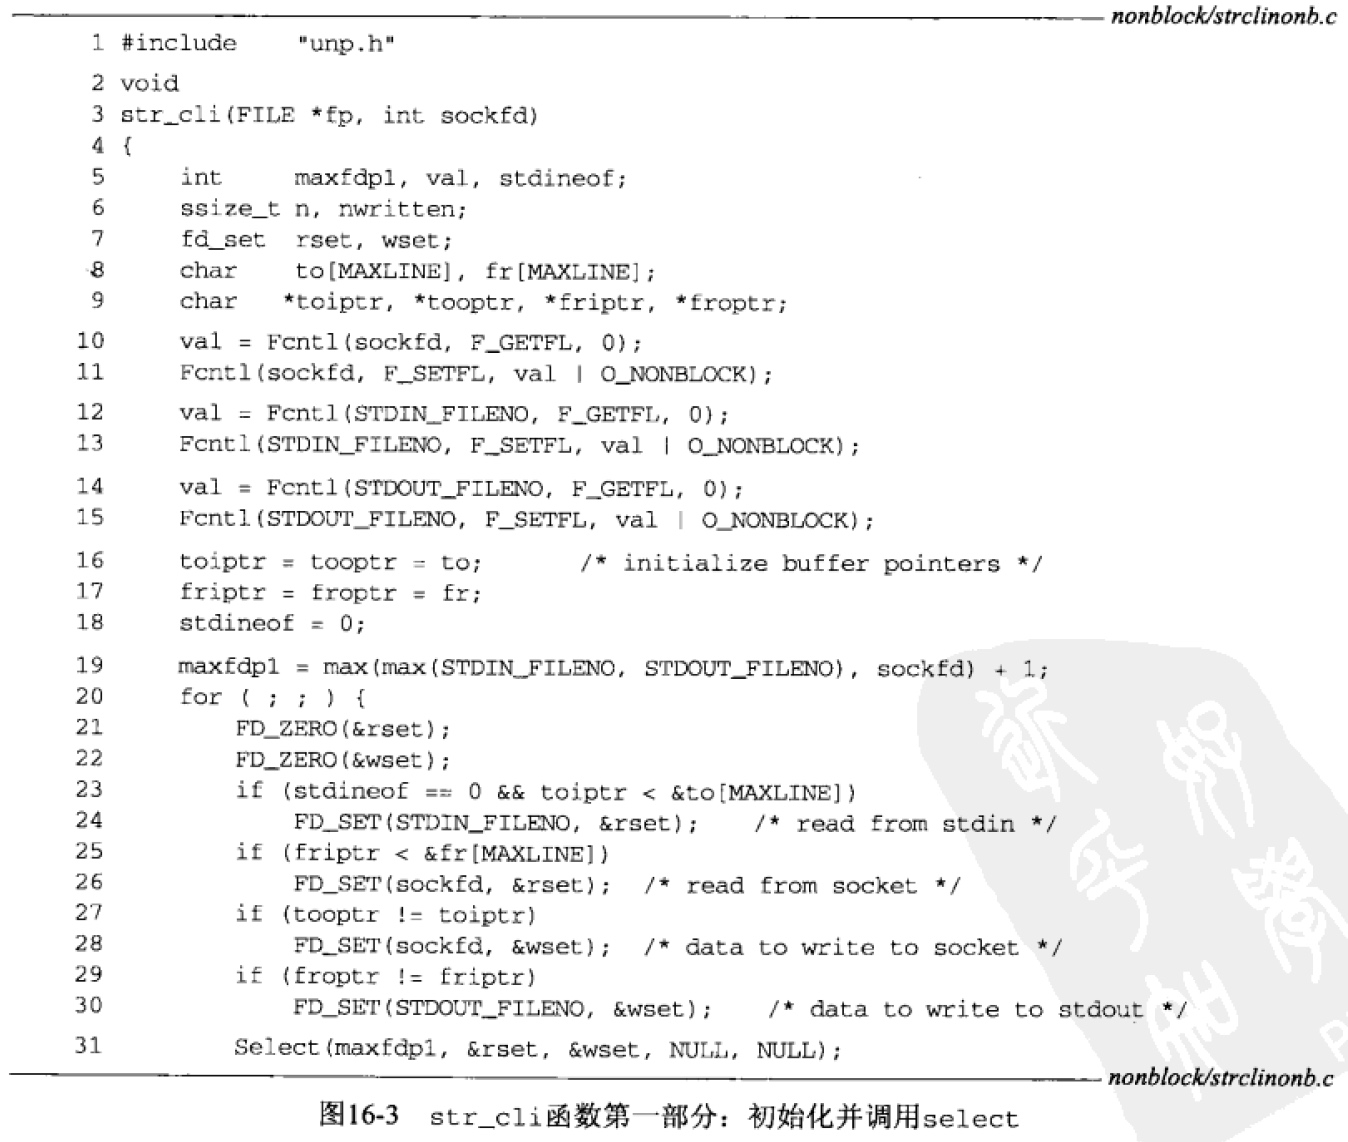 nonblock/strclinonb.c
1 #include    "unp.h"
2 void
3 str_cli(FILE *fp, int sockfd)
4 {
5     int     maxfdp1, val, stdineof;
6     ssize_t n, nwritten;
7     fd_set  rset, wset;
8     char    to[MAXLINE], fr[MAXLINE];
9     char   *toiptr, *tooptr, *friptr, *froptr;
10     val = Fcntl(sockfd, F_GETFL, 0);
11     Fcntl(sockfd, F_SETFL, val | O_NONBLOCK);
12     val = Fcntl(STDIN_FILENO, F_GETFL, 0);
13     Fcntl(STDIN_FILENO, F_SETFL, val | O_NONBLOCK);
14     val = Fcntl(STDOUT_FILENO, F_GETFL, 0);
15     Fcntl(STDOUT_FILENO, F_SETFL, val | O_NONBLOCK);
16     toiptr = tooptr = to;       /* initialize buffer pointers */
17     friptr = froptr = fr;
18     stdineof = 0;
19     maxfdp1 = max(max(STDIN_FILENO, STDOUT_FILENO), sockfd) + 1;
20     for ( ; ; ) {
21         FD_ZERO(&rset);
22         FD_ZERO(&wset);
23         if (stdineof == 0 && toiptr < &to[MAXLINE])
24             FD_SET(STDIN_FILENO, &rset);    /* read from stdin */
25         if (friptr < &fr[MAXLINE])
26             FD_SET(sockfd, &rset);  /* read from socket */
27         if (tooptr != toiptr)
28             FD_SET(sockfd, &wset);  /* data to write to socket */
29         if (froptr != friptr)
30             FD_SET(STDOUT_FILENO, &wset);    /* data to write to stdout */
31         Select(maxfdp1, &rset, &wset, NULL, NULL);
nonblock/strclinonb.c
图16-3 str_cli函数第一部分：初始化并调用select